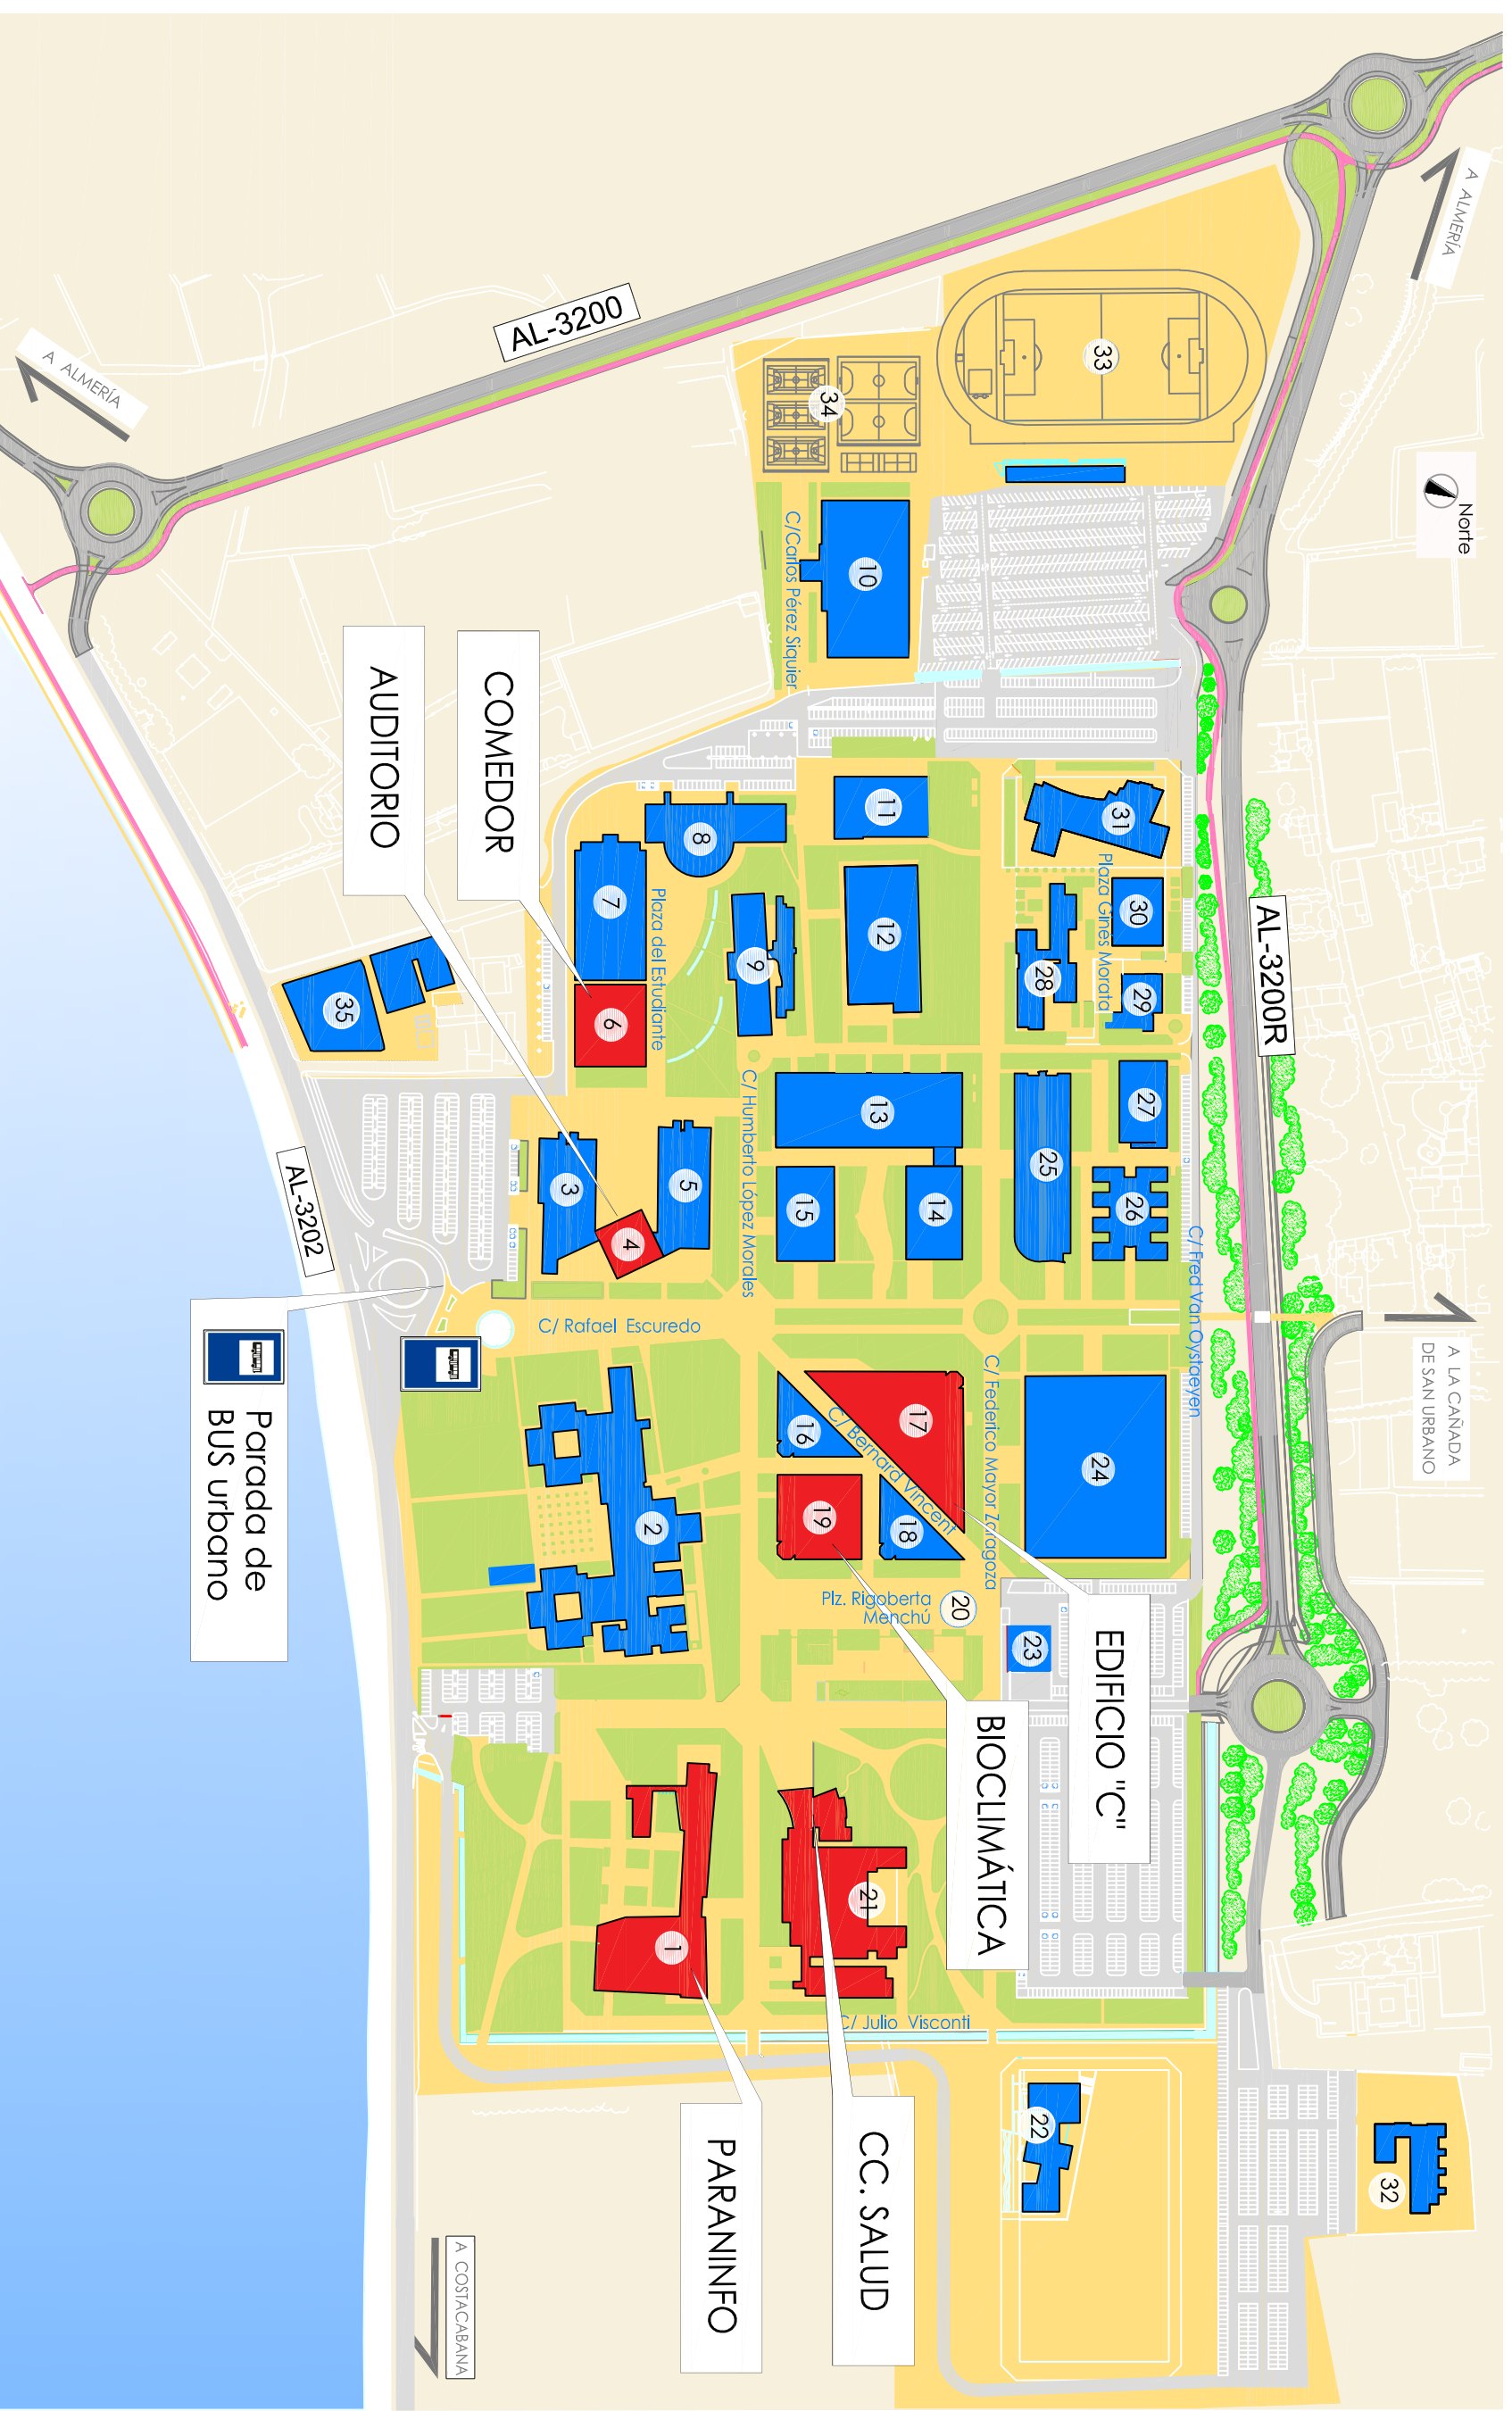 A ALMERÍA
Norte
33
AL-3200
34
A ALMERÍA
10
C/Carlos Pérez Siquier
31
11
8
COMEDOR
AUDITORIO
Plaza Ginés Morata
30
12
7
Plaza del Estudiante
AL-3200R
28
29
9
6
35
27
13
C/ Humberto López Morales
25
26
14
15
5
3
4
AL-3202
C/ Fred Van Oystaeyen
C/ Rafael Escuredo
A LA CAÑADA
DE SAN URBANO
C/ Federico Mayor Zaragoza
17
16
C/ Bernard Vincent
24
19
18
2
Parada de
BUS urbano
Plz. Rigoberta
Menchú
20
23
EDIFICIO "C"
BIOCLIMÁTICA
21
1
C/ Julio Visconti
22
32
CC. SALUD
PARANINFO
A COSTACABANA